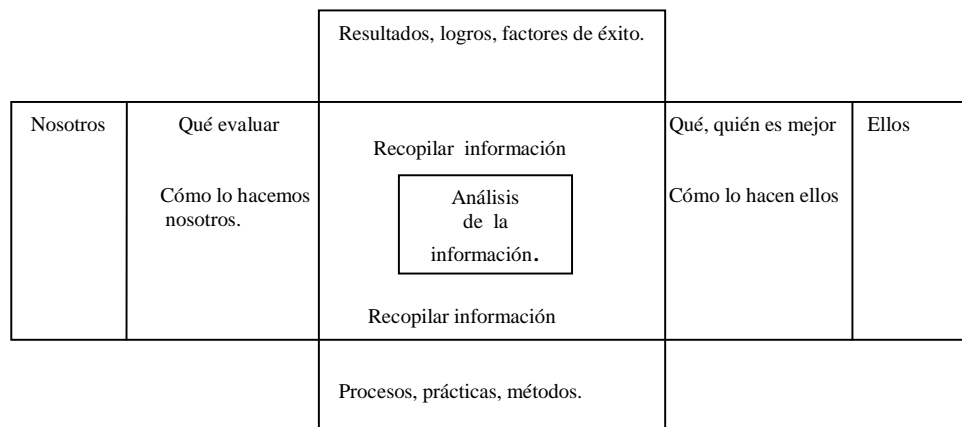 Resultados, logros, factores de éxito.
Nosotros
Qué evaluar
Cómo lo hacemos
nosotros.
Recopilar información
Análisis
de la
información.
Recopilar información
Qué, quién es mejor
Cómo lo hacen ellos
Ellos
Procesos, prácticas, métodos.